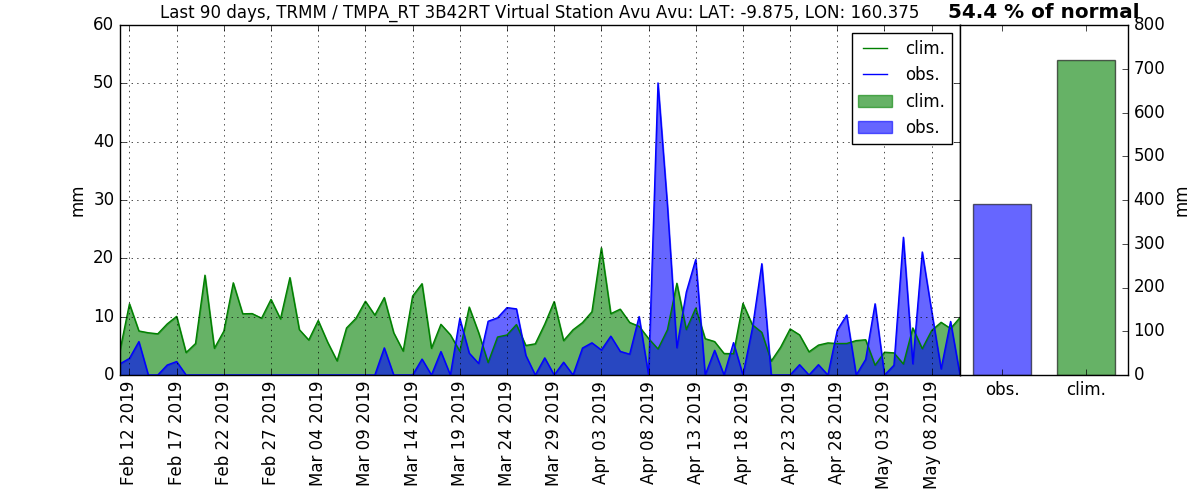 Last 90 days, TRMM / TMPA_RT 3B42RT Virtual Station Avu Avu: LAT: -9.875, LON: 160.375
54.4 % of normal
60
50
40
30
20
10
0
mm
clim.
obs.
clim.
obs.
800
700
600
500
400
300
200
100
0
mm
Feb 12 2019
Feb 17 2019
Feb 22 2019
Feb 27 2019
Mar 04 2019
Mar 09 2019
Mar 14 2019
Mar 19 2019
Mar 24 2019
Mar 29 2019
Apr 03 2019
Apr 08 2019
Apr 13 2019
Apr 18 2019
Apr 23 2019
Apr 28 2019
May 03 2019
May 08 2019
obs.
clim.